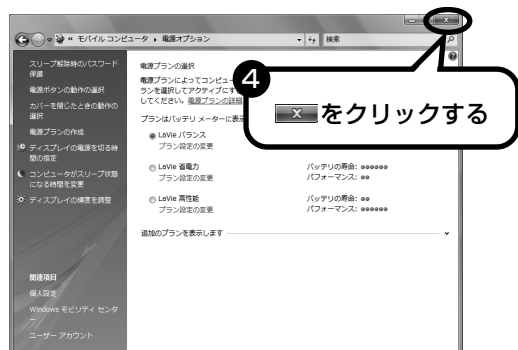 « モバイル コンピュータ ▸ 電源オプション
検索
スリープ解除時のパスワード
保護
電源ボタンの動作の選択
カバーを閉じたときの動作の
選択
電源プランの作成
ディスプレイの電源を切る時
間の指定
コンピュータがスリープ状態
になる時間を変更
ディスプレイの輝度を調整
関連項目
個人設定
Windows モビリティ センタ
ー
ユーザー アカウント
電源プランの選択
電源プランによってコンピュ
ランを選択してアクティブにす
してください。電源プランの詳細
プランはバッテリ メーターに表示
LaVie バランス
プラン設定の変更
LaVie 省電力
バッテリの寿命:
プラン設定の変更
パフォーマンス:
LaVie 高性能
バッテリの寿命:
プラン設定の変更
パフォーマンス:
追加のプランを表示します
4
x をクリックする